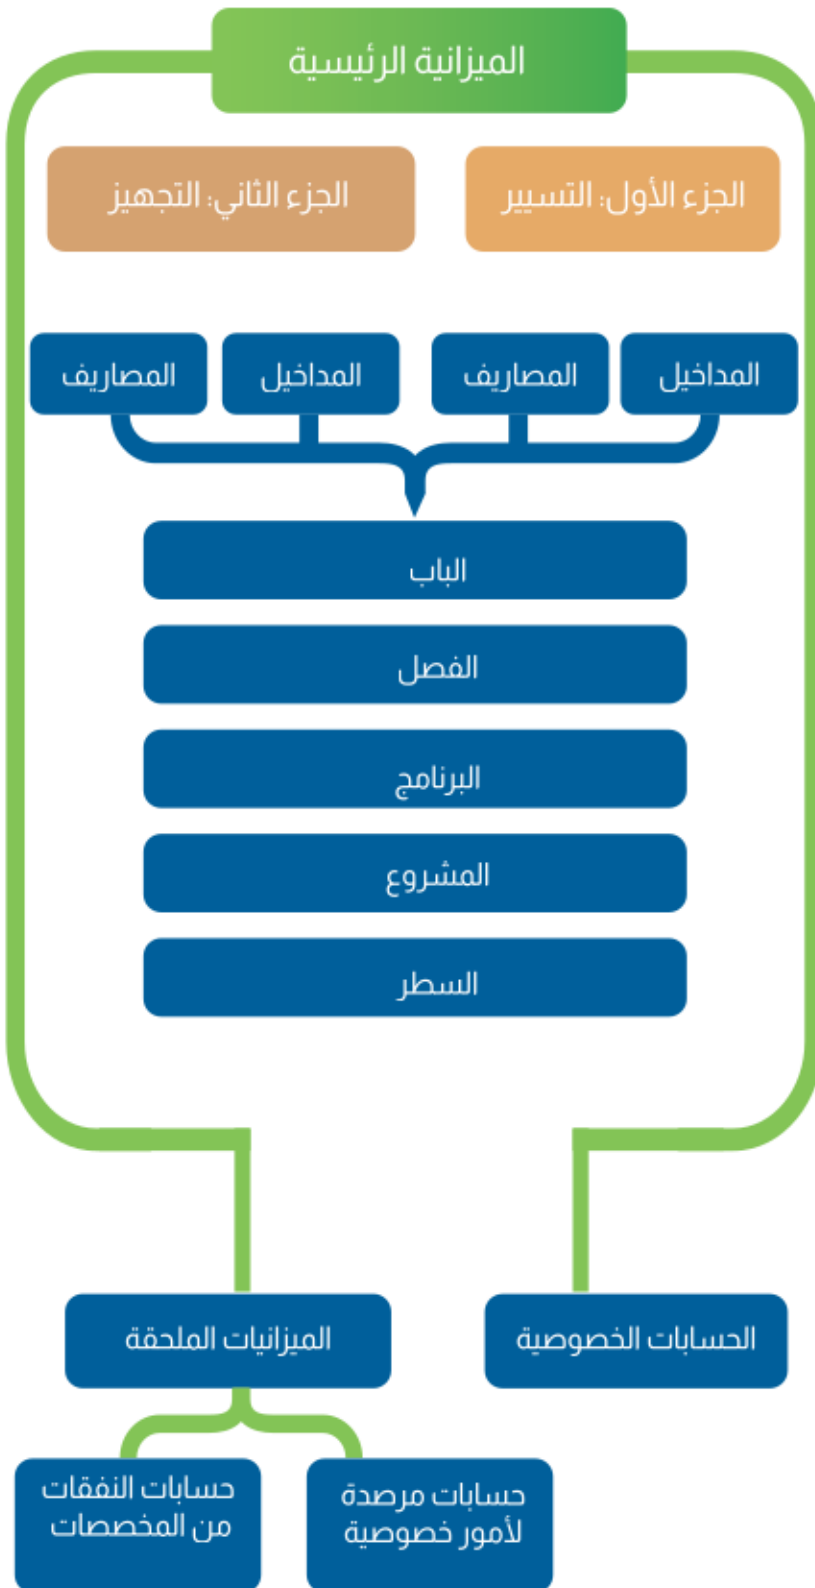 الميزانية الرئيسية
الجزء الأول: التسيير
الجزء الثاني: التجهيز
المداخيل
المصاريف
المداخيل
المصاريف
الباب
الفصل
البرنامج
المشروع
السطر
الحسابات الخصوصية
الميزانيات الملحقة
حسابات مرصدة
لأمور خصوصية
حسابات النفقات
من المخصصات